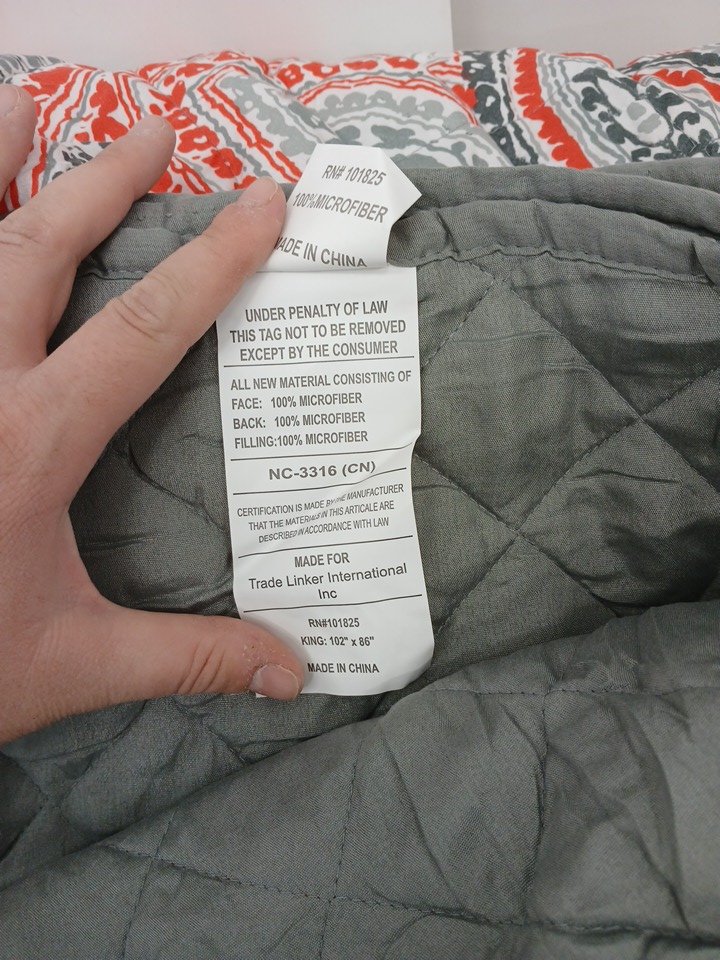 RN# 101825
100%MICROFIBER
MADE IN CHINA
UNDER PENALTY OF LAW
THIS TAG NOT TO BE REMOVED
EXCEPT BY THE CONSUMER
ALL NEW MATERIAL CONSISTING OF
FACE: 100% MICROFIBER
BACK: 100% MICROFIBER
FILLING:100% MICROFIBER
NC-3316 (CN)
CERTIFICATION IS MADE BY THE MANUFACTURER
THAT THE MATERIALS IN THIS ARTICALE ARE
DESCRIBED IN ACCORDANCE WITH LAW
MADE FOR
Trade Linker International
Inc
RN#101825
KING: 102" x 86"
MADE IN CHINA